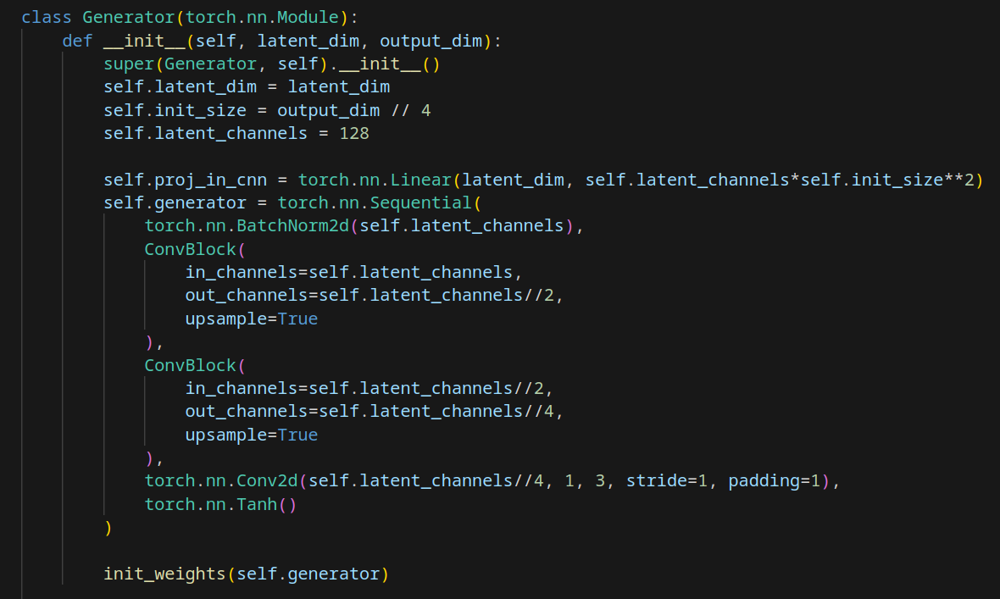 class Generator(torch.nn.Module):
    def __init__(self, latent_dim, output_dim):
        super(Generator, self).__init__()
        self.latent_dim = latent_dim
        self.init_size = output_dim // 4
        self.latent_channels = 128

        self.proj_in_cnn = torch.nn.Linear(latent_dim, self.latent_channels*self.init_size**2)
        self.generator = torch.nn.Sequential(
            torch.nn.BatchNorm2d(self.latent_channels),
            ConvBlock(
                in_channels=self.latent_channels,
                out_channels=self.latent_channels//2,
                upsample=True
            ),
            ConvBlock(
                in_channels=self.latent_channels//2,
                out_channels=self.latent_channels//4,
                upsample=True
            ),
            torch.nn.Conv2d(self.latent_channels//4, 1, 3, stride=1, padding=1),
            torch.nn.Tanh()
        )

        init_weights(self.generator)